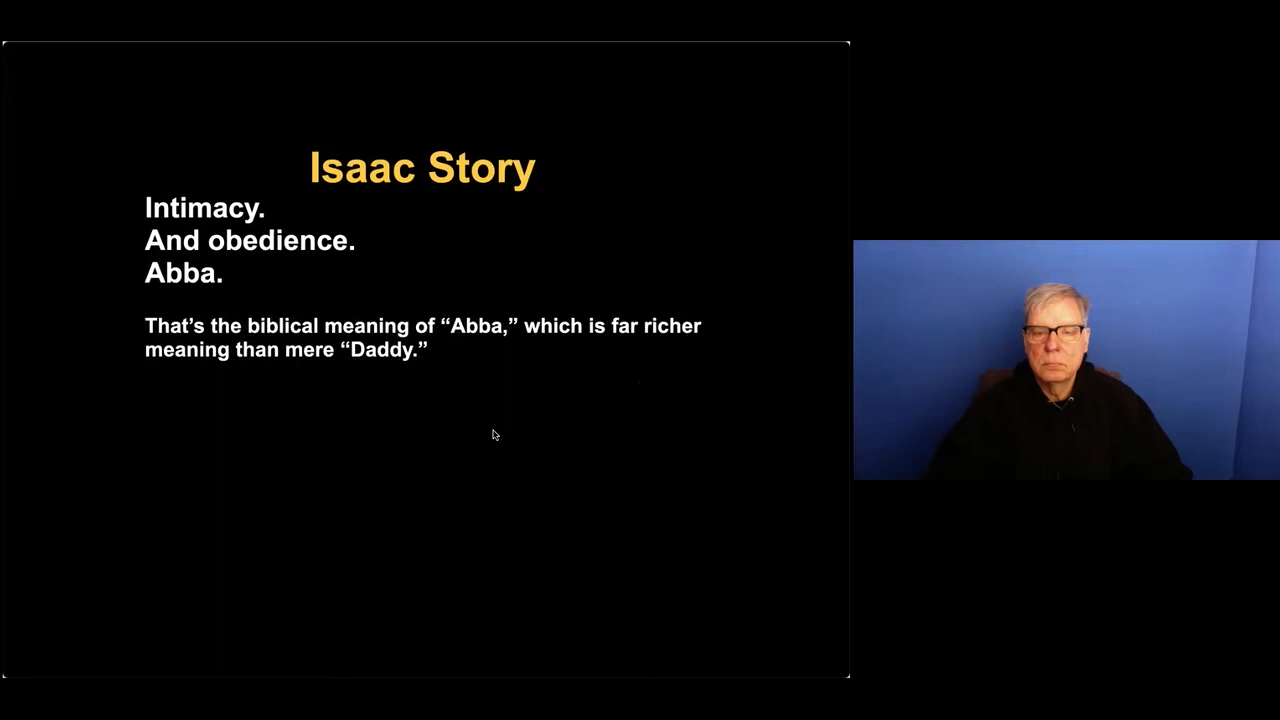 Isaac Story
Intimacy.
And obedience.
Abba.
That’s the biblical meaning of “Abba,” which is far richer
meaning than mere “Daddy.”